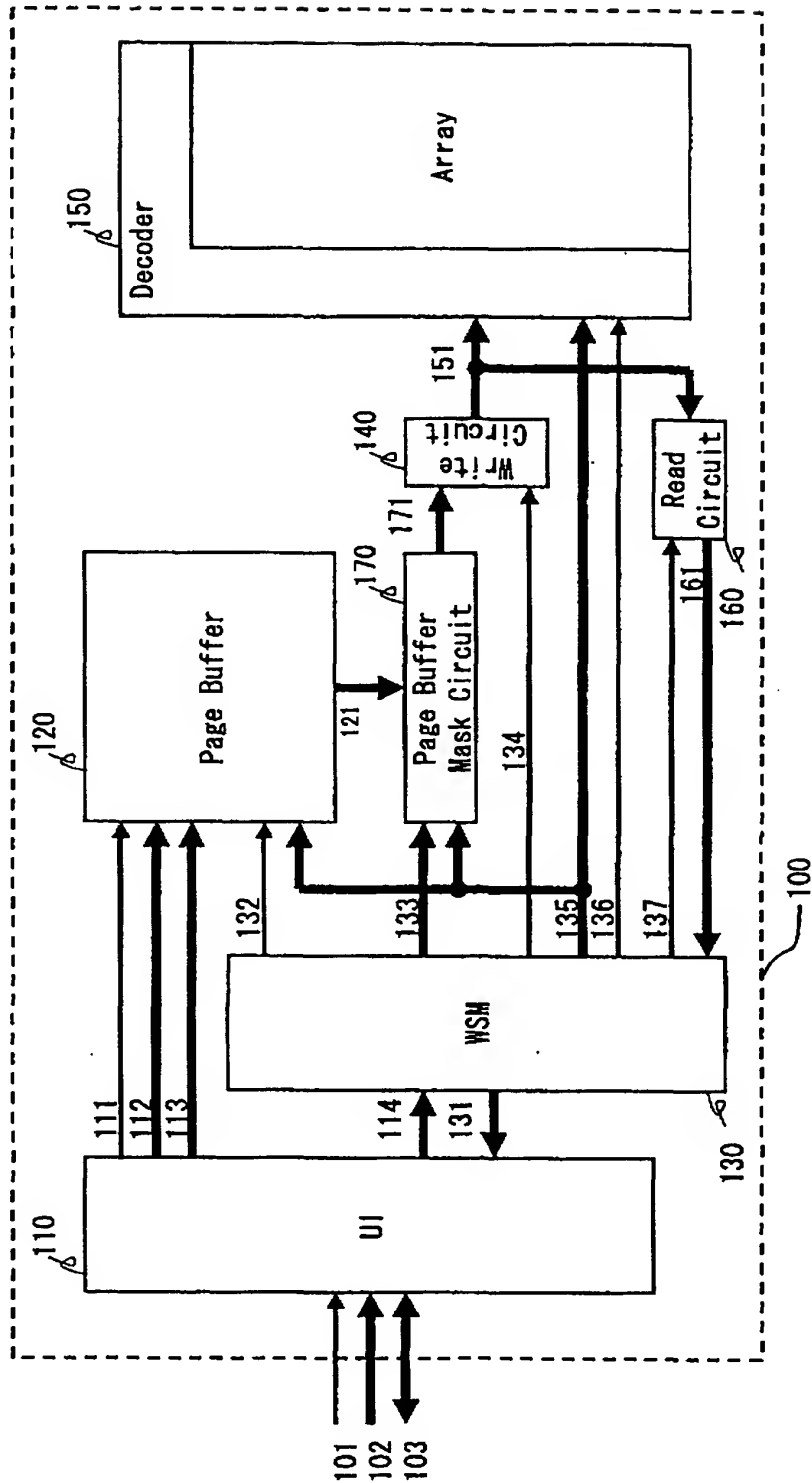 101
102
103
110
UI
111
112
113
114
131
130
WSM
132
133
134
135
136
137
120
Page Buffer
121
170
Page Buffer
Mask Circuit
171
140
Write
Circuit
151
150
Decoder
Array
Read
Circuit
161
160
100